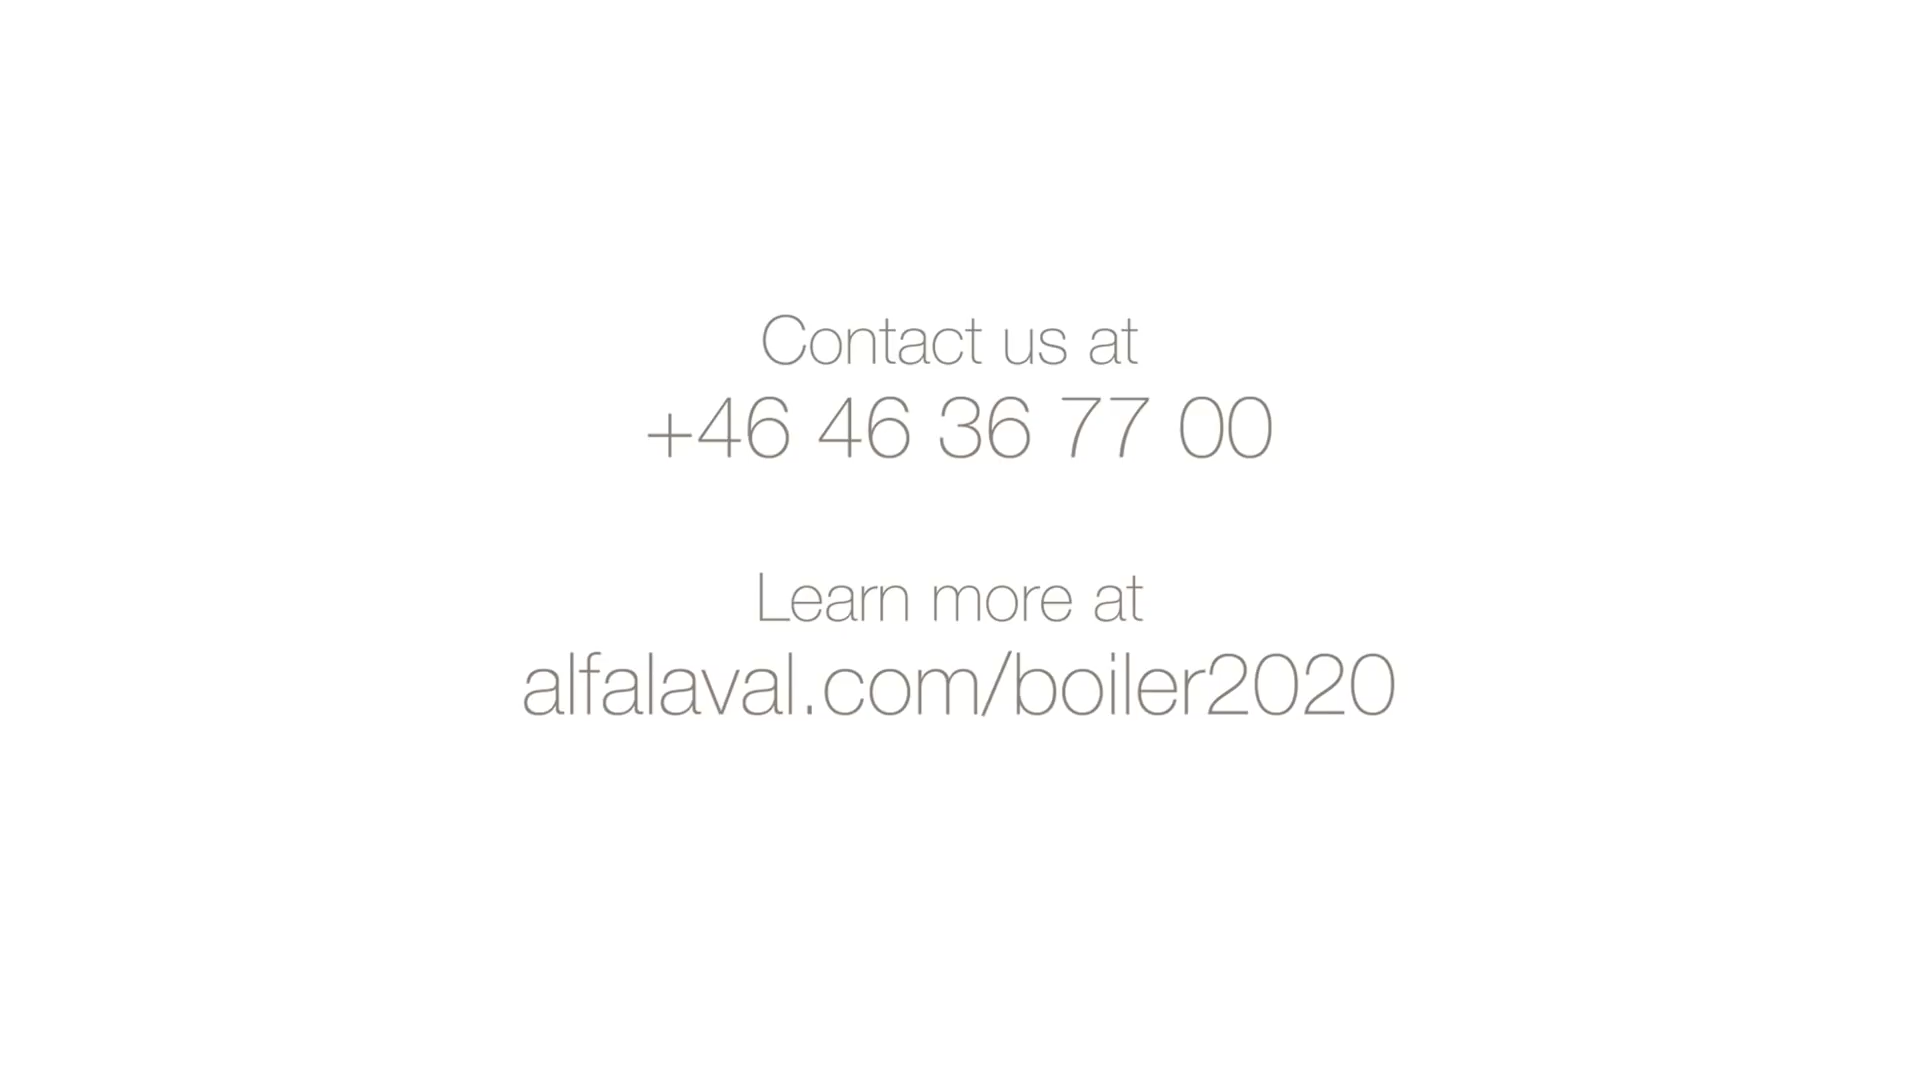 Contact us at
+46 46 36 77 00
Learn more at
alfalaval.com/boiler2020